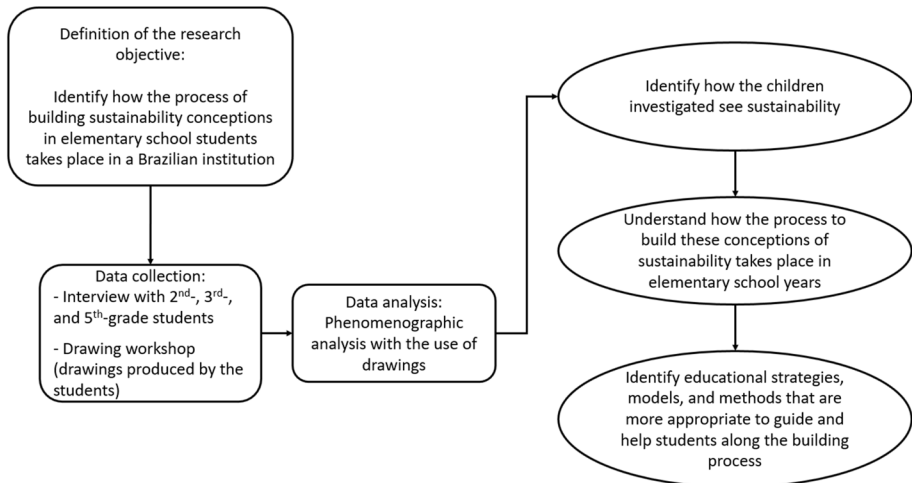 Definition of the research
objective:
Identify how the process of
building sustainability conceptions
in elementary school students
takes place in a Brazilian institution
Data collection:
- Interview with 2nd-, 3rd-,
and 5th-grade students
- Drawing workshop
(drawings produced by the
students)
Data analysis:
Phenomenographic
analysis with the use of
drawings
Identify how the children
investigated see sustainability
Understand how the process to
build these conceptions of
sustainability takes place in
elementary school years
Identify educational strategies,
models, and methods that are
more appropriate to guide and
help students along the building
process